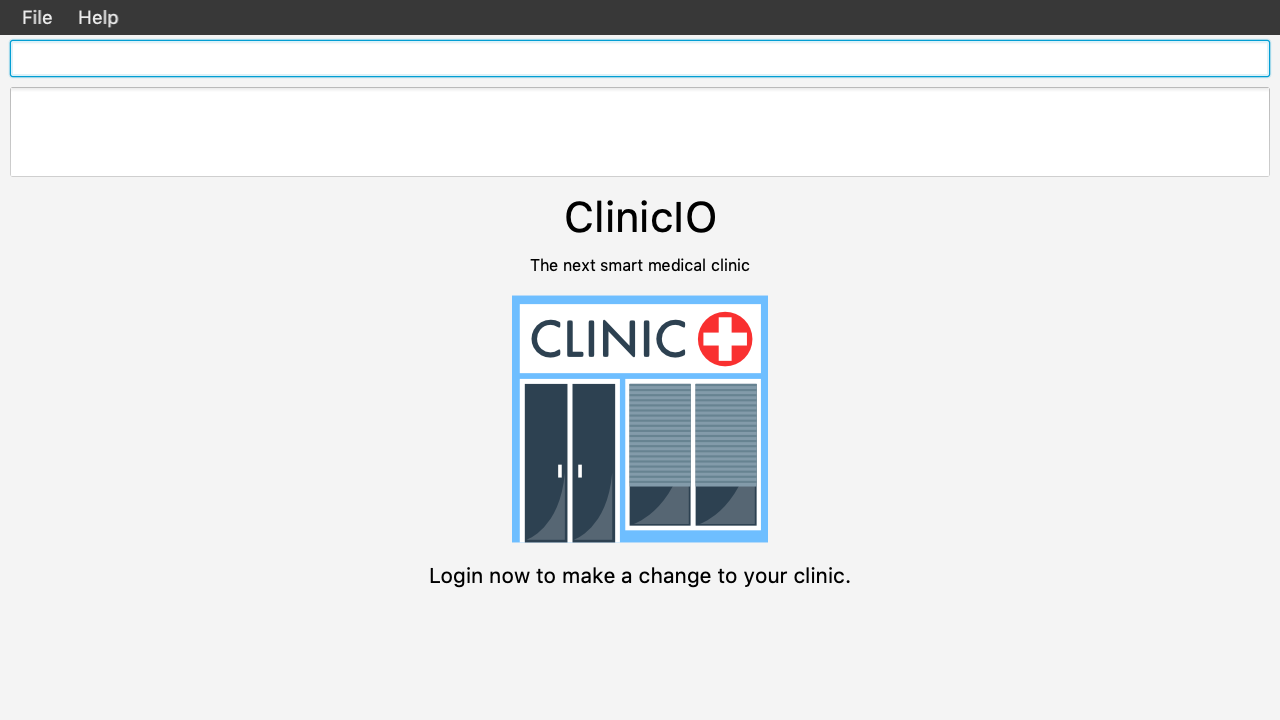 File Help
ClinicIO
The next smart medical clinic
CLINIC
Login now to make a change to your clinic.